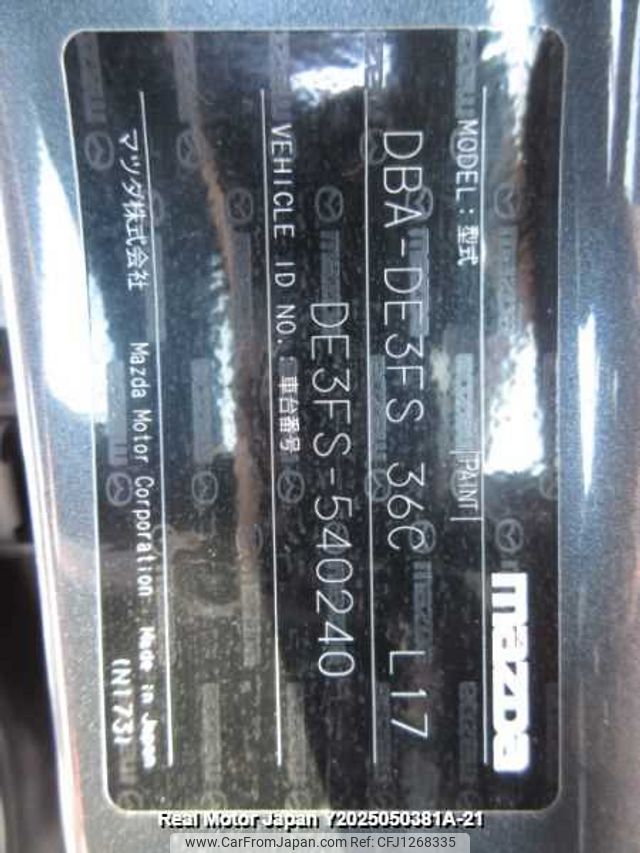 mazda
MODEL:型式 PAINT
DBA-DE3FS 36C L17
VEHICLE ID NO.:車台番号
DE3FS-540240
マツダ株式会社 Mazda Motor Corporation Made in Japan
1N1731
Real Motor Japan Y2025050381A-21
www.CarFromJapan.com - CFJ1268335